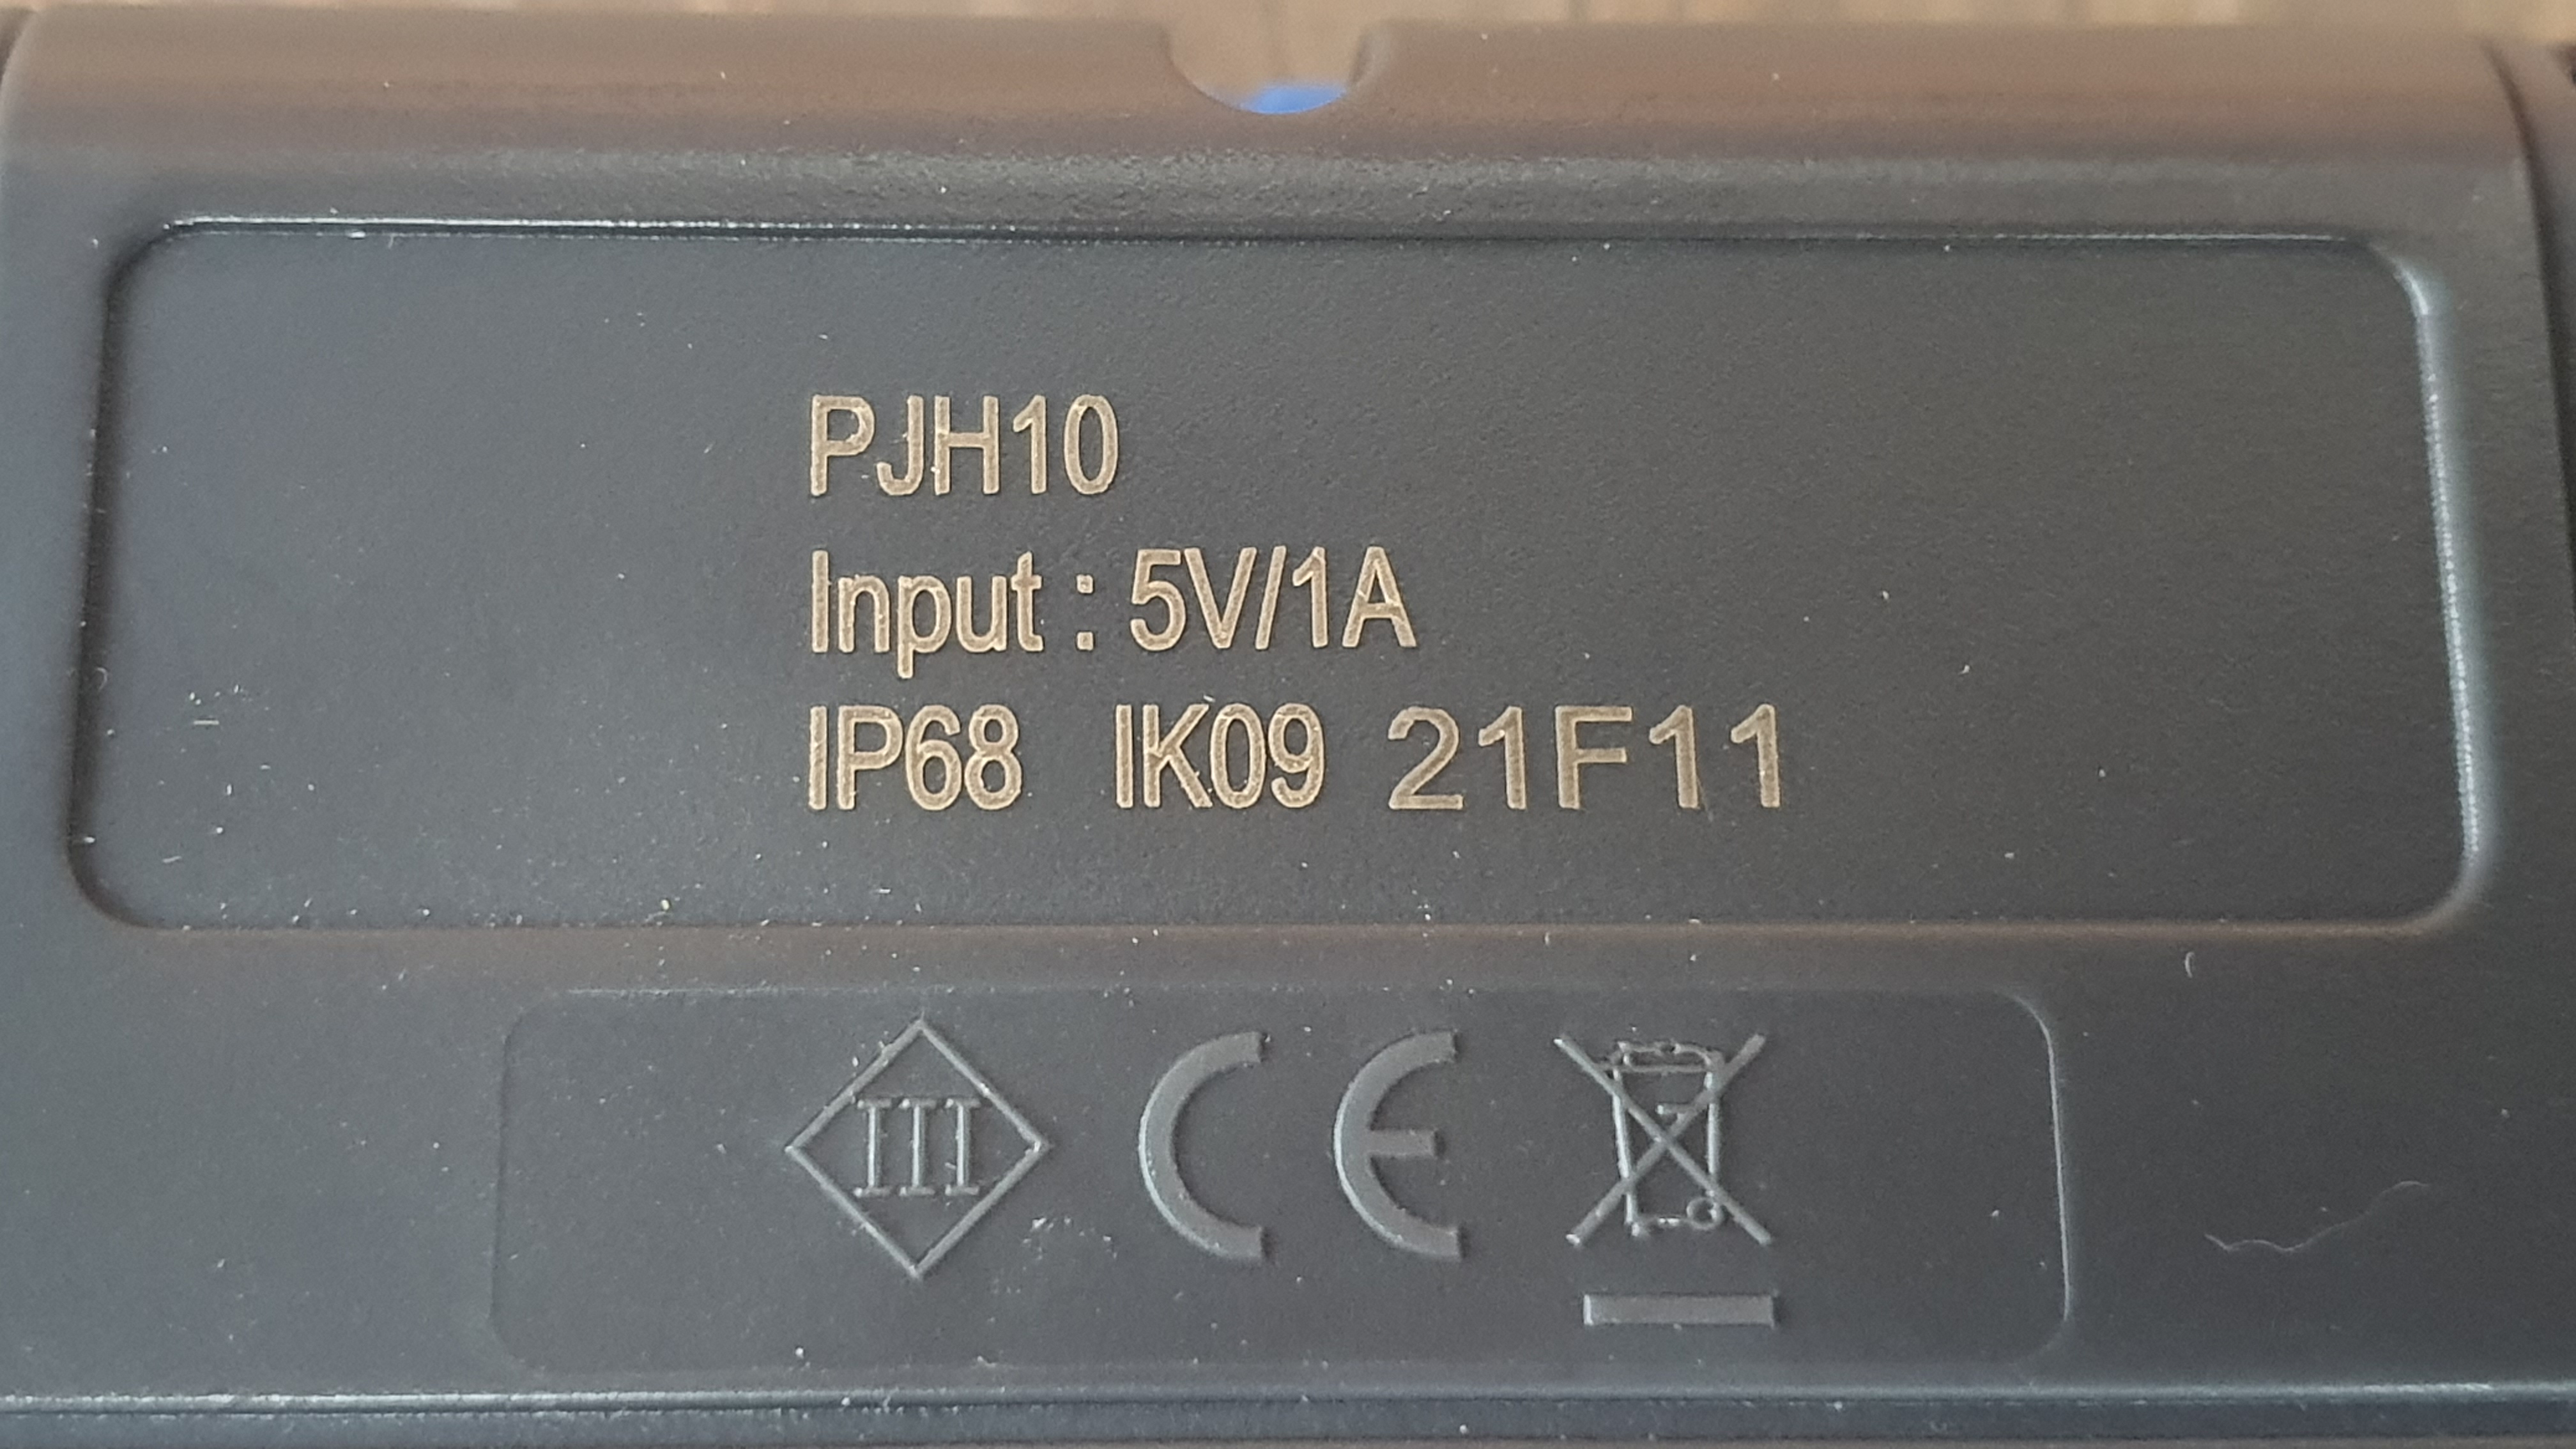 PJH10
Input : 5V/1A
IP68 IK09 21F11
III CE